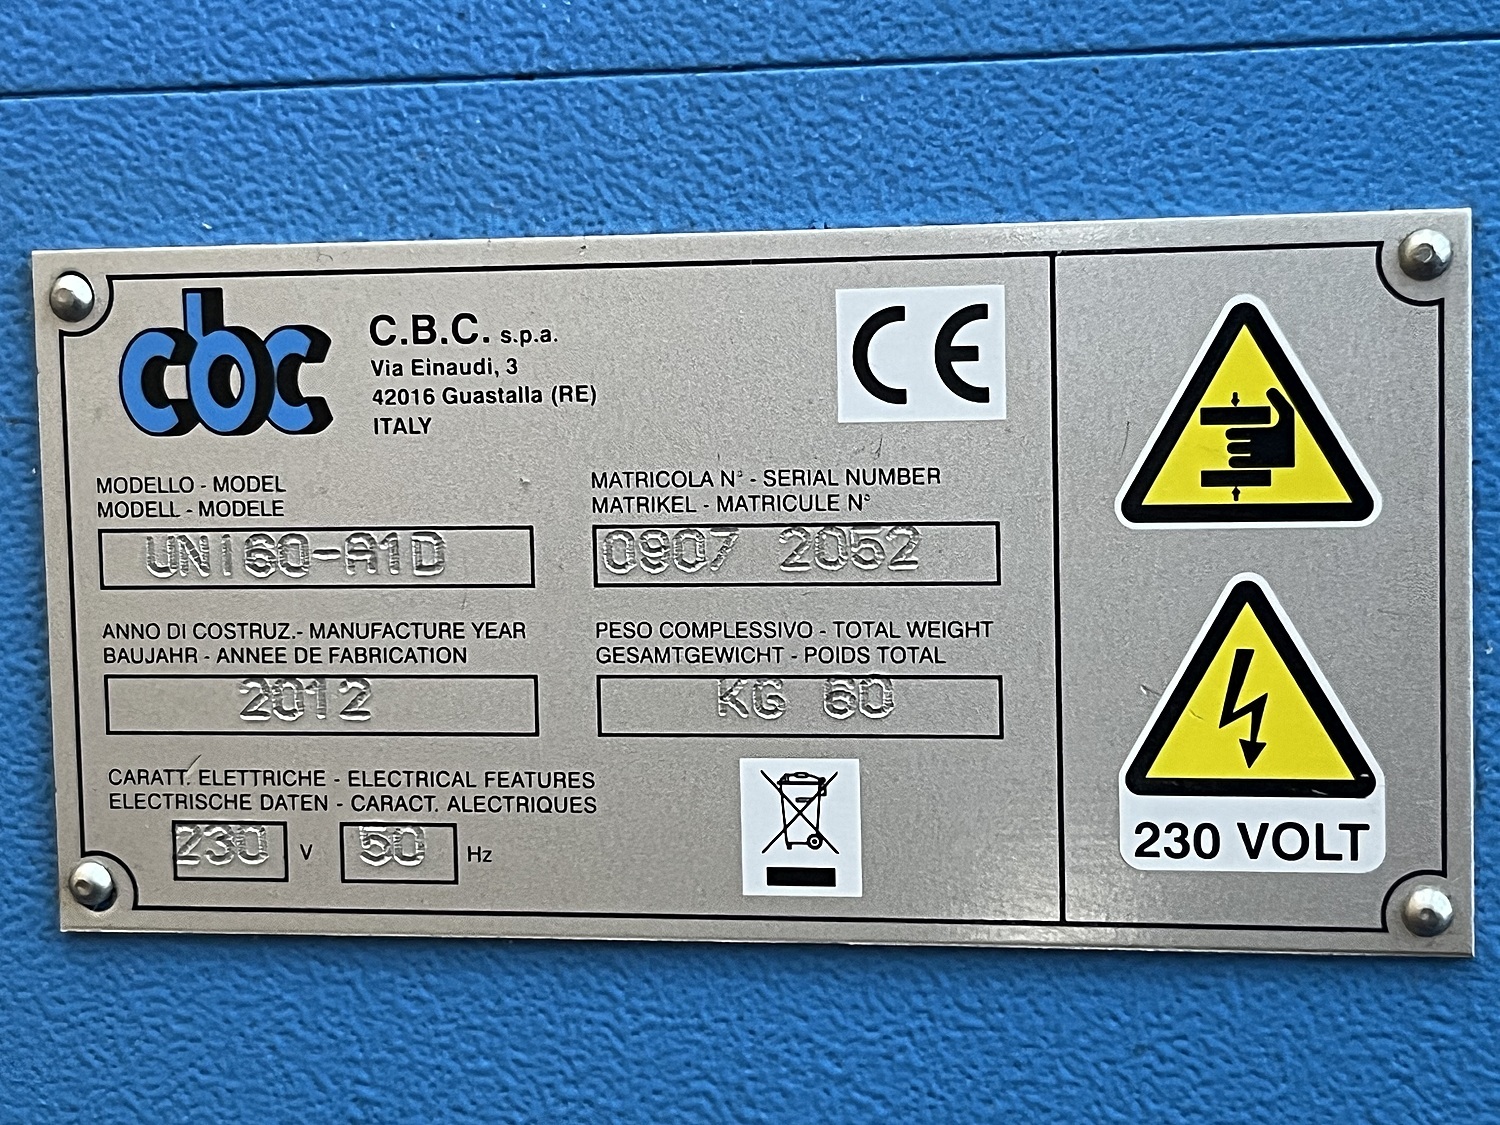 cbc
C.B.C. s.p.a.
Via Einaudi, 3
42016 Guastalla (RE)
ITALY
CE
MODELLO - MODEL
MODELL - MODELE
UNI60-A1D
MATRICOLA N° - SERIAL NUMBER
MATRIKEL - MATRICULE N°
0907 2052
ANNO DI COSTRUZ.- MANUFACTURE YEAR
BAUJAHR - ANNEE DE FABRICATION
2012
PESO COMPLESSIVO - TOTAL WEIGHT
GESAMTGEWICHT - POIDS TOTAL
KG 60
CARATT. ELETTRICHE - ELECTRICAL FEATURES
ELECTRISCHE DATEN - CARACT. ALECTRIQUES
230 V 50 Hz
230 VOLT